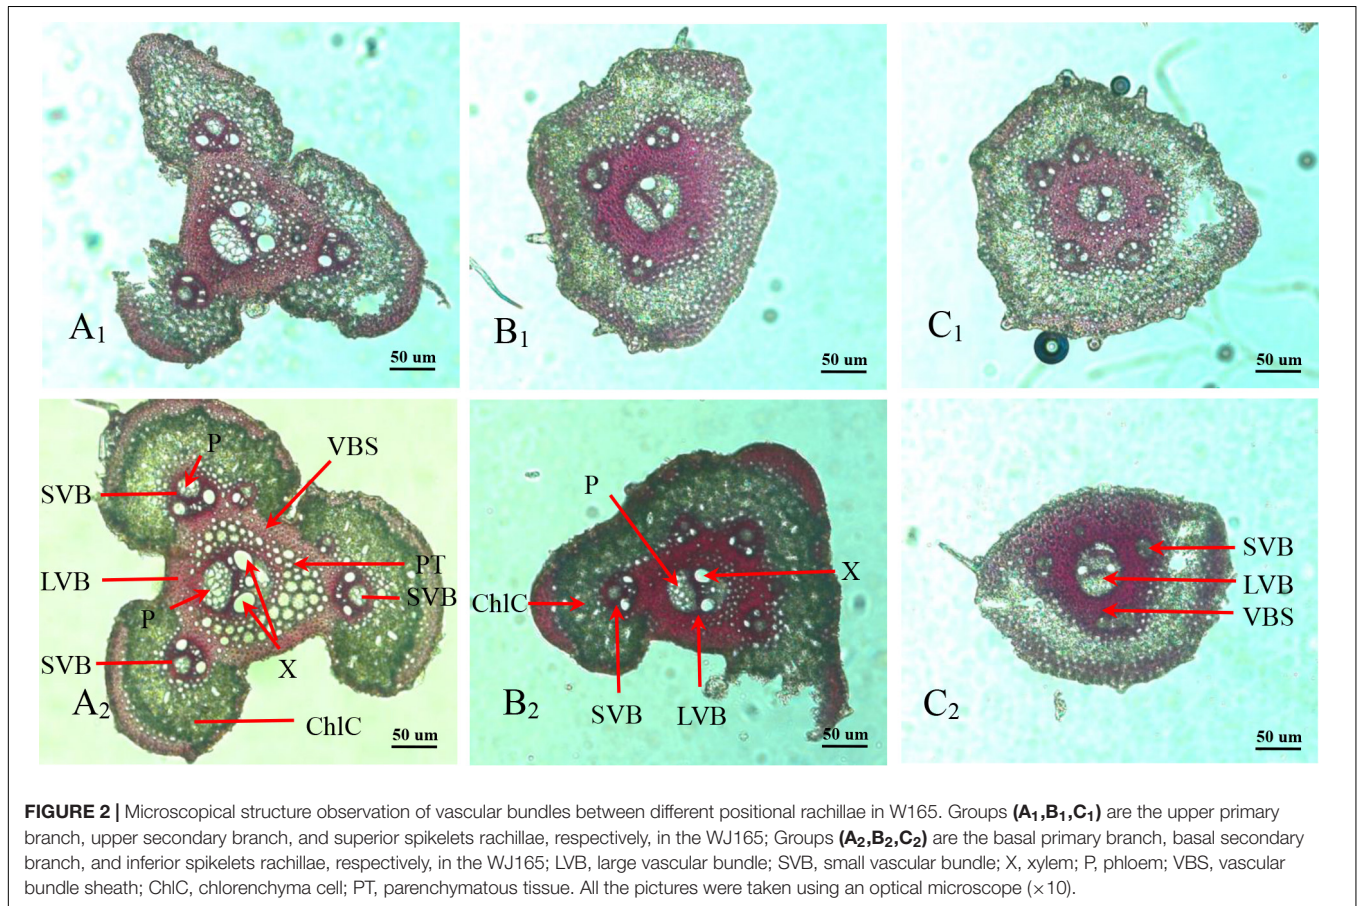 A1
50 um
B1
50 um
C1
50 um
P
VBS
SVB
LVB
PT
SVB
P
SVB
X
A2
ChlC
50 um
P
X
ChlC
B2
SVB
LVB
50 um
SVB
LVB
VBS
C2
50 um
FIGURE 2 | Microscopical structure observation of vascular bundles between different positional rachillae in W165. Groups (A1,B1,C1) are the upper primary
branch, upper secondary branch, and superior spikelets rachillae, respectively, in the WJ165; Groups (A2,B2,C2) are the basal primary branch, basal secondary
branch, and inferior spikelets rachillae, respectively, in the WJ165; LVB, large vascular bundle; SVB, small vascular bundle; X, xylem; P, phloem; VBS, vascular
bundle sheath; ChlC, chlorenchyma cell; PT, parenchymatous tissue. All the pictures were taken using an optical microscope (×10).